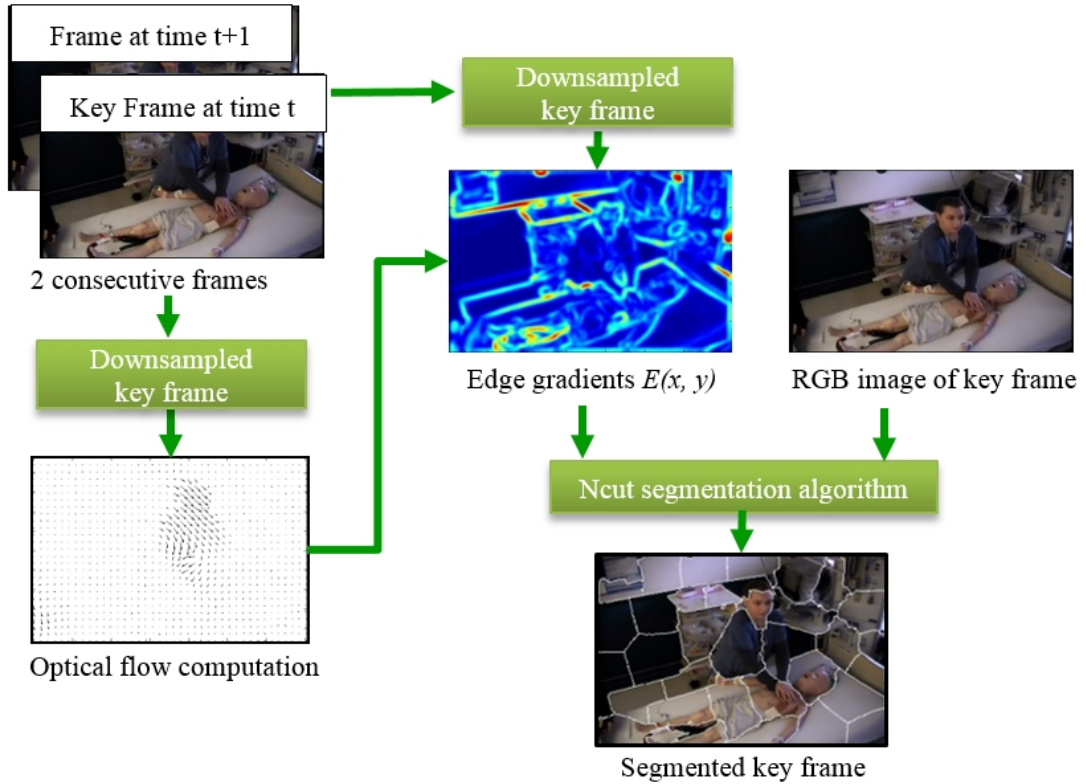 Frame at time t+1
Key Frame at time t
2 consecutive frames
Downsampled
key frame
Optical flow computation
Downsampled
key frame
Edge gradients E(x, y)
RGB image of key frame
Ncut segmentation algorithm
Segmented key frame